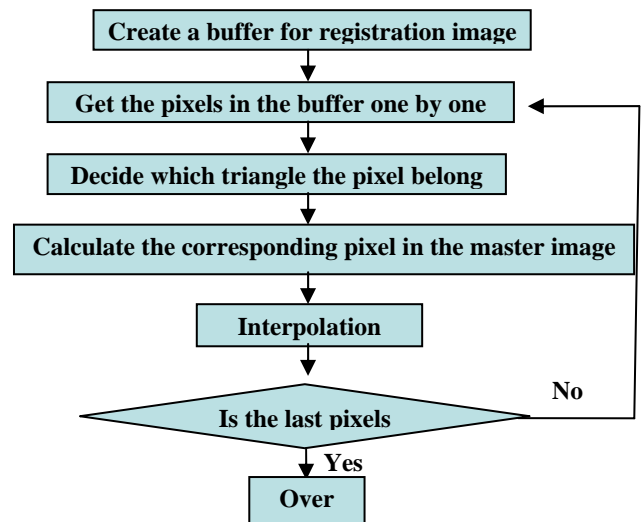 Create a buffer for registration image
Get the pixels in the buffer one by one
Decide which triangle the pixel belong
Calculate the corresponding pixel in the master image
Interpolation
No
Is the last pixels
Yes
Over